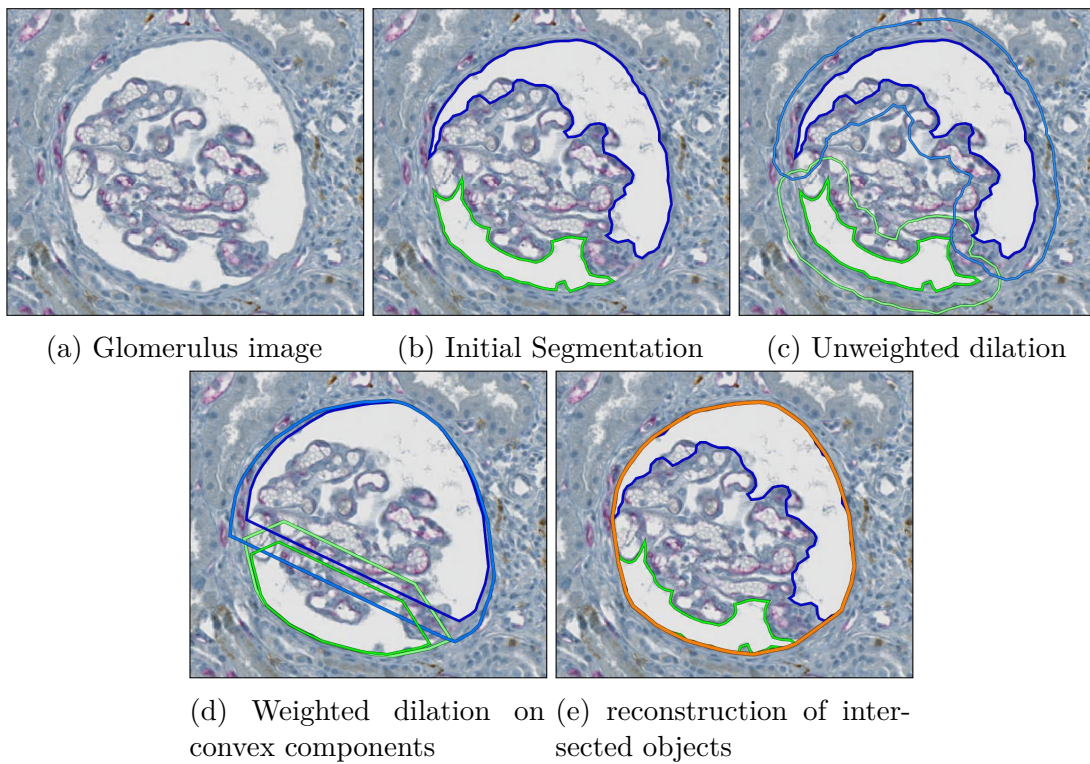 (a) Glomerulus image
(b) Initial Segmentation
(c) Unweighted dilation
(d) Weighted dilation on
convex components
(e) reconstruction of inter-
sected objects